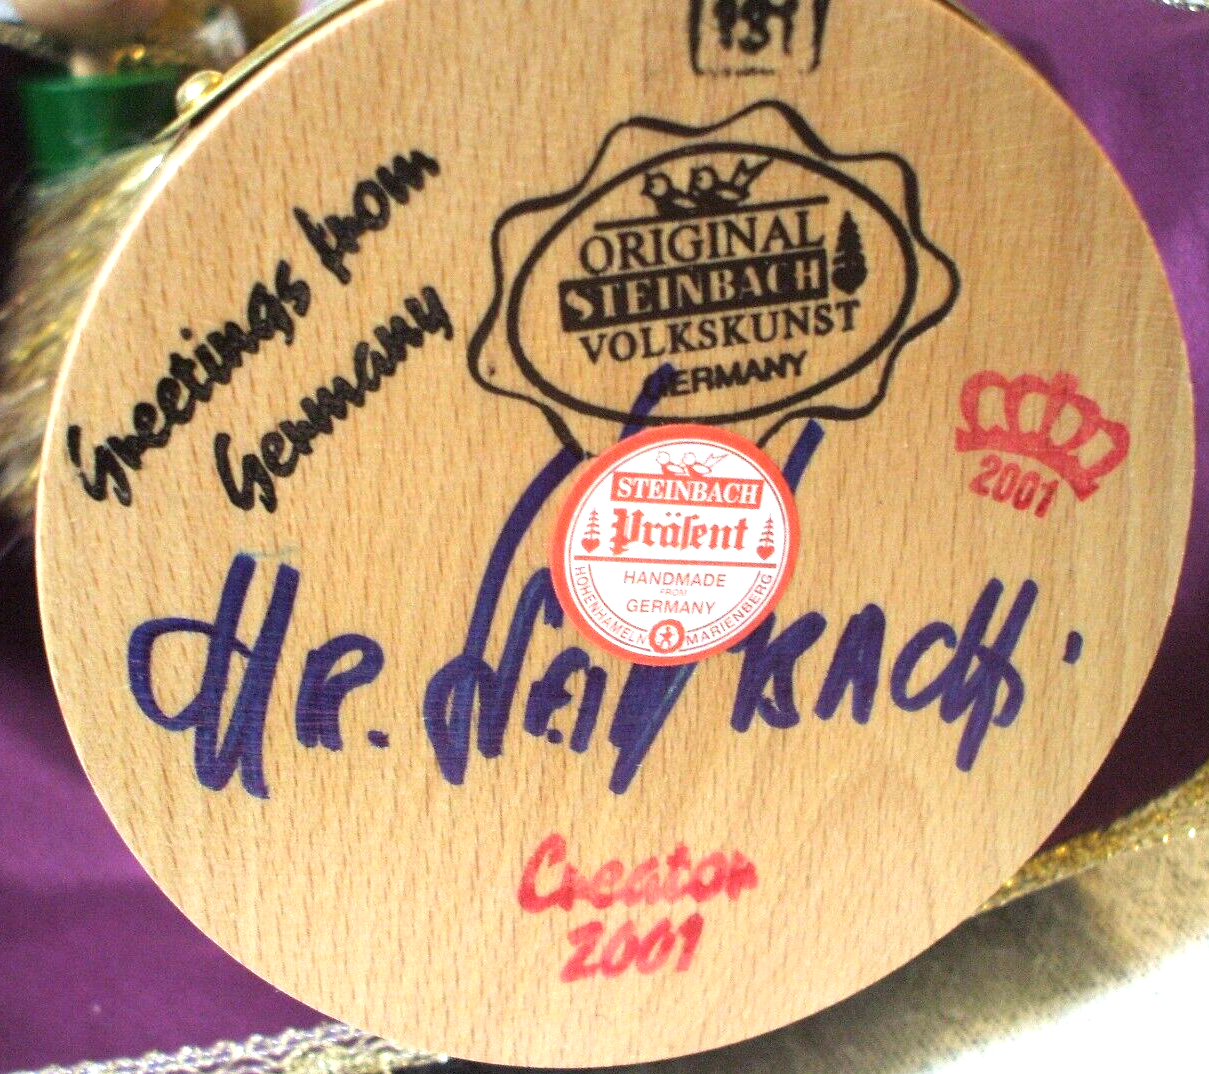 Greetings from
Germany
ORIGINAL
STEINBACH
VOLKSKUNST
GERMANY
2001
STEINBACH
Präſent
HANDMADE
FROM
GERMANY
HOHENHAMELN MARIENBERG
Creator
2001